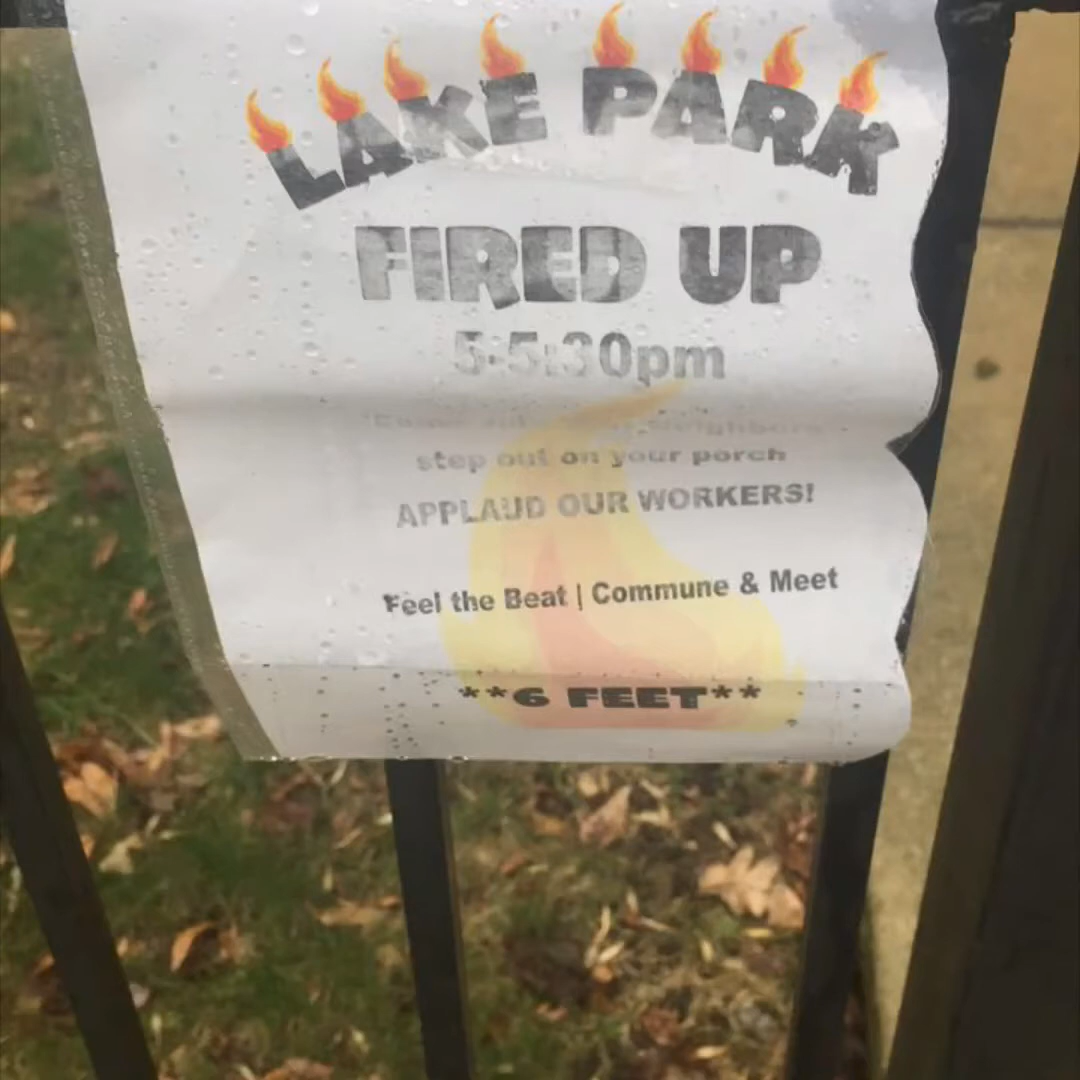 LAKE PARK
FIRED UP
5-5:30pm
Neighbors
step out on your porch
APPLAUD OUR WORKERS!
Feel the Beat | Commune & Meet
**6 FEET**